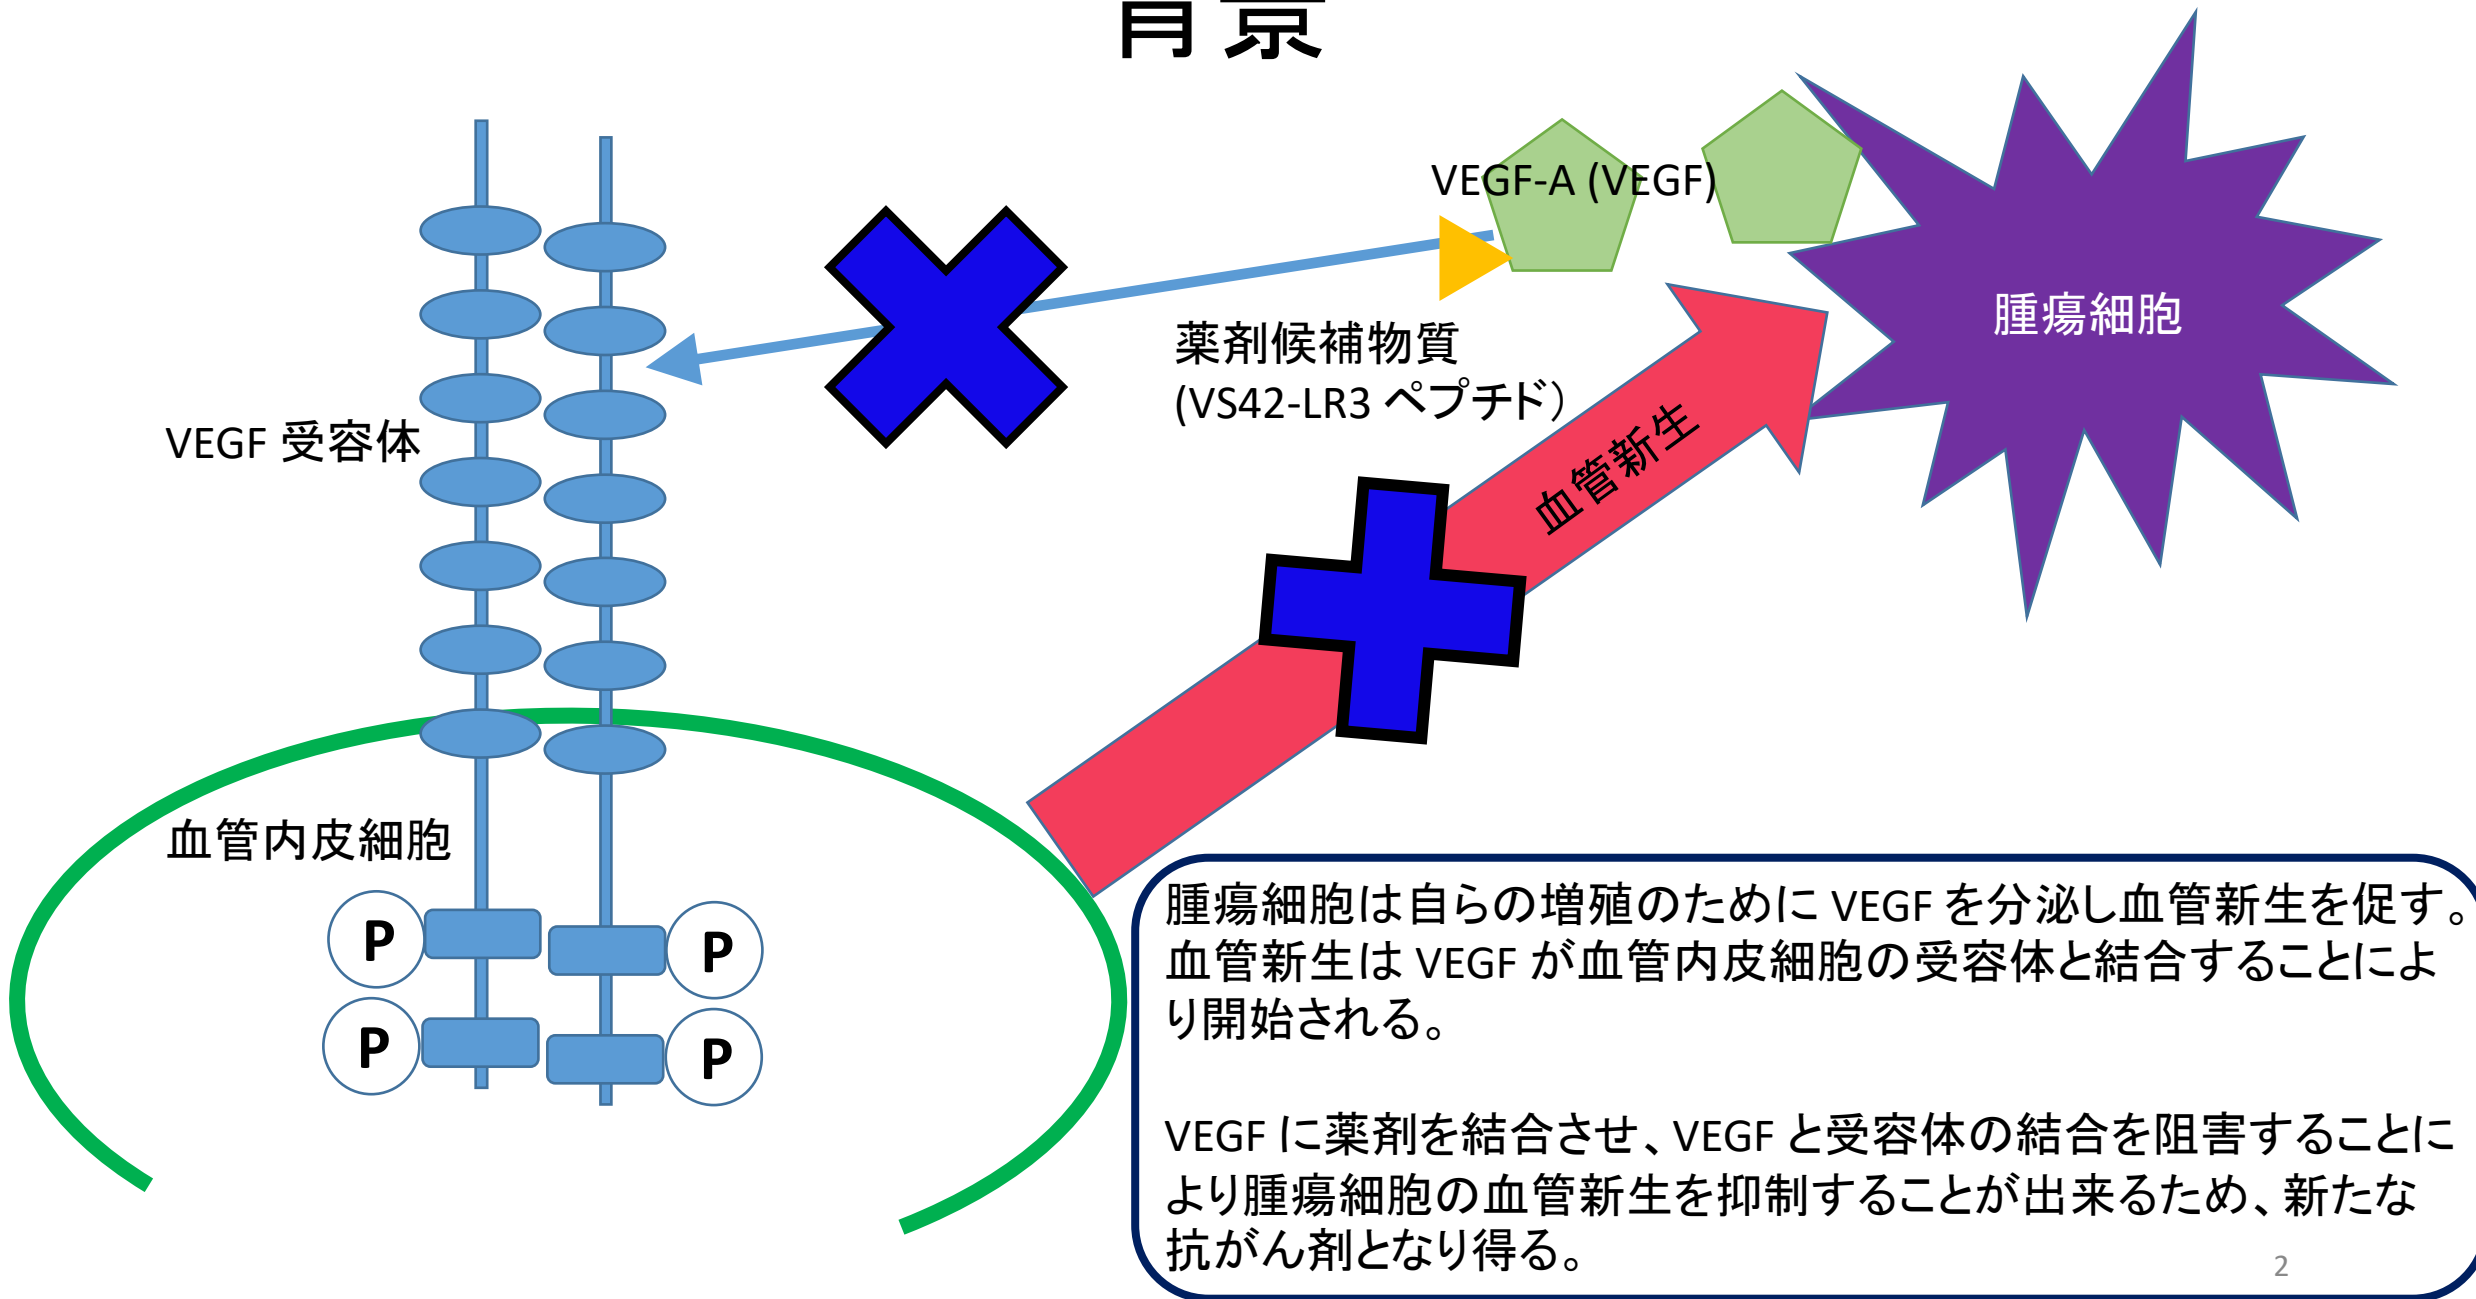 背景
VEGF-A (VEGF)
腫瘍細胞
薬剤候補物質
(VS42-LR3 ペプチド）
VEGF 受容体
血管新生
血管内皮細胞
P
P
P
P
腫瘍細胞は自らの増殖のために VEGF を分泌し血管新生を促す。
血管新生は VEGF が血管内皮細胞の受容体と結合することによ
り開始される。
VEGF に薬剤を結合させ、VEGF と受容体の結合を阻害することに
より腫瘍細胞の血管新生を抑制することが出来るため、新たな
抗がん剤となり得る。
2